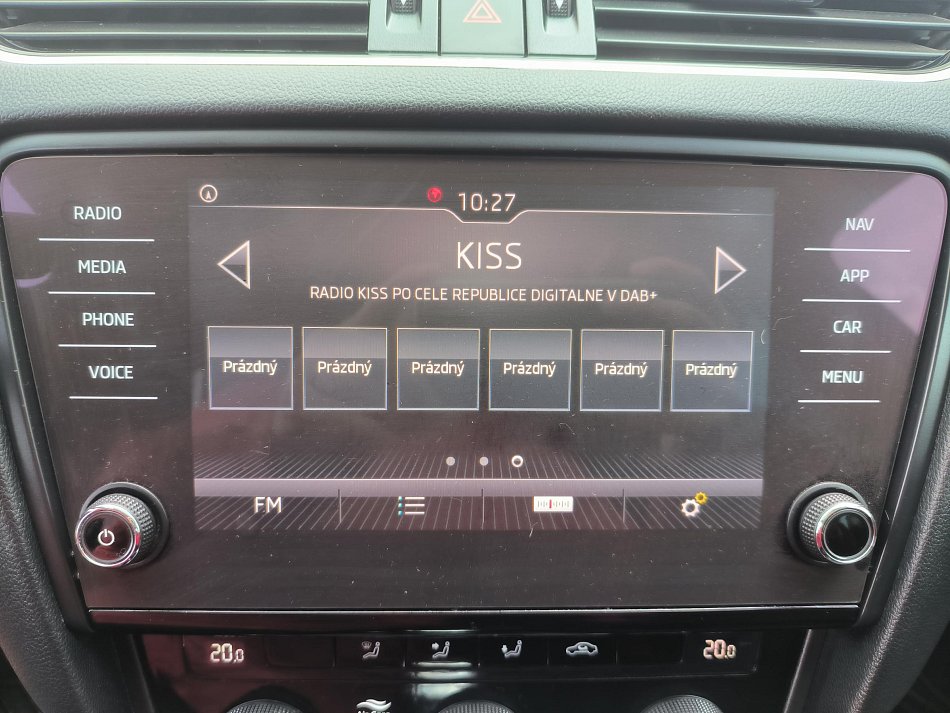 10:27
RADIO
MEDIA
PHONE
VOICE
KISS
RADIO KISS PO CELE REPUBLICE DIGITALNE V DAB+
Prázdný Prázdný Prázdný Prázdný Prázdný Prázdný
FM
NAV
APP
CAR
MENU
20.0 20.0